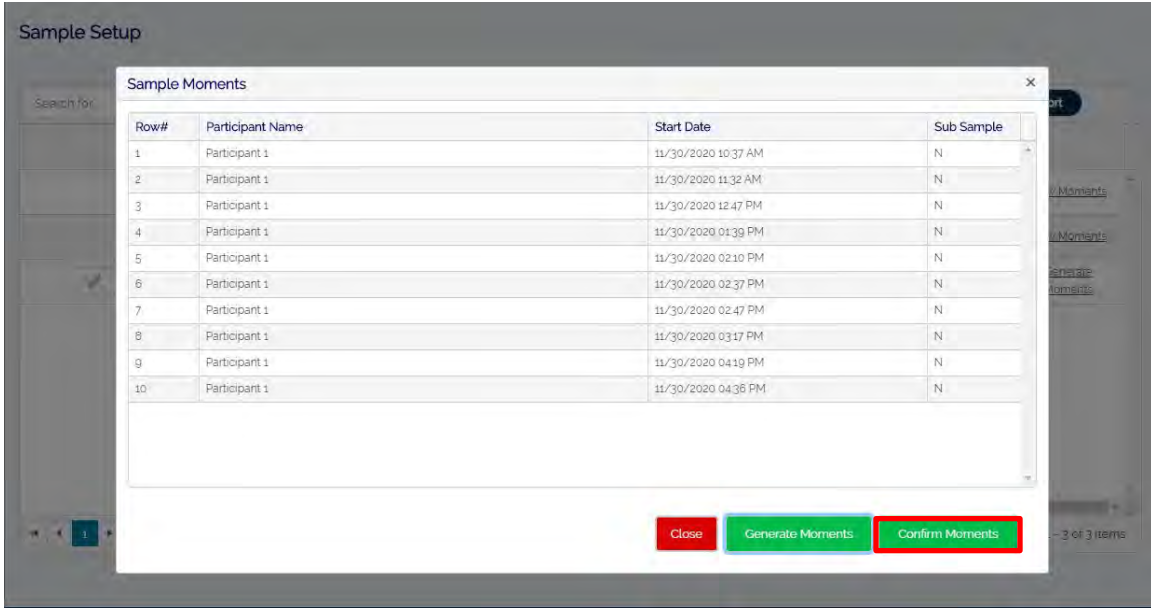 Sample Setup
Sample Moments ×
Search for
ort
Row# Participant Name Start Date Sub Sample
1 Participant 1 11/30/2020 10:37 AM N
2 Participant 1 11/30/2020 11:32 AM N
3 Participant 1 11/30/2020 12:47 PM N
4 Participant 1 11/30/2020 01:39 PM N
5 Participant 1 11/30/2020 02:10 PM N
6 Participant 1 11/30/2020 02:37 PM N
7 Participant 1 11/30/2020 02:47 PM N
8 Participant 1 11/30/2020 03:17 PM N
9 Participant 1 11/30/2020 04:19 PM N
10 Participant 1 11/30/2020 04:36 PM N
Moments
Moments
Generate
Moments
Close Generate Moments Confirm Moments
1
- 3 of 3 items